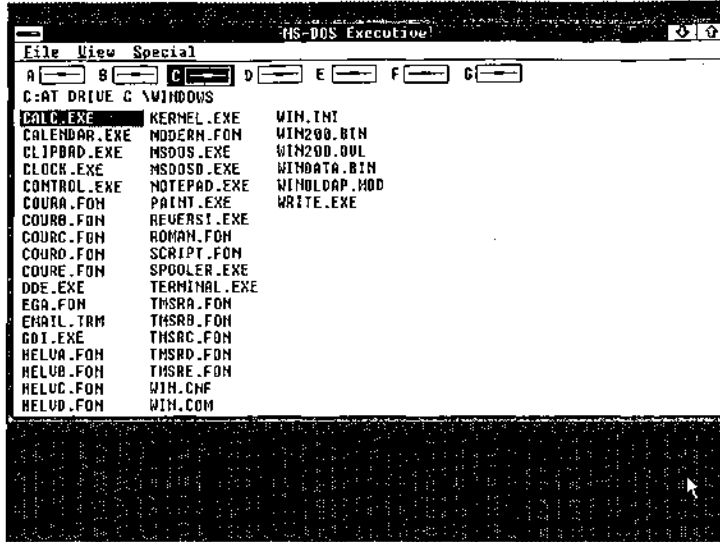 MS-DOS Executive
File View Special
A B C D E F G
C:AT DRIVE C \WINDOWS
CALC.EXE KERNEL.EXE WIN.INI
CALENDAR.EXE MODERN.FON WIN200.BIN
CLIPBRD.EXE MSDOS.EXE WIN200.OVL
CLOCK.EXE MSDOSD.EXE WINDATA.BIN
CONTROL.EXE NOTEPAD.EXE WINOLDAP.MOD
COURA.FON PAINT.EXE WRITE.EXE
COURB.FON REVERSI.EXE
COURC.FON ROMAN.FON
COURD.FON SCRIPT.FON
COURE.FON SPOOLER.EXE
DDE.EXE TERMINAL.EXE
EGA.FON TMSRA.FON
EMAIL.TRM TMSRB.FON
GDI.EXE TMSRC.FON
HELVA.FON TMSRD.FON
HELVB.FON TMSRE.FON
HELVC.FON WIN.CNF
HELVD.FON WIN.COM